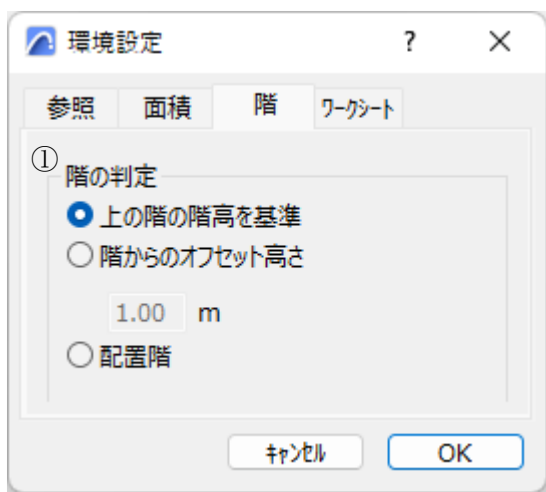 環境設定 ? ×
参照 面積 階 ﾜｰｸｼｰﾄ
①
階の判定
上の階の階高を基準
階からのオフセット高さ
1.00 m
配置階
ｷｬﾝｾﾙ OK